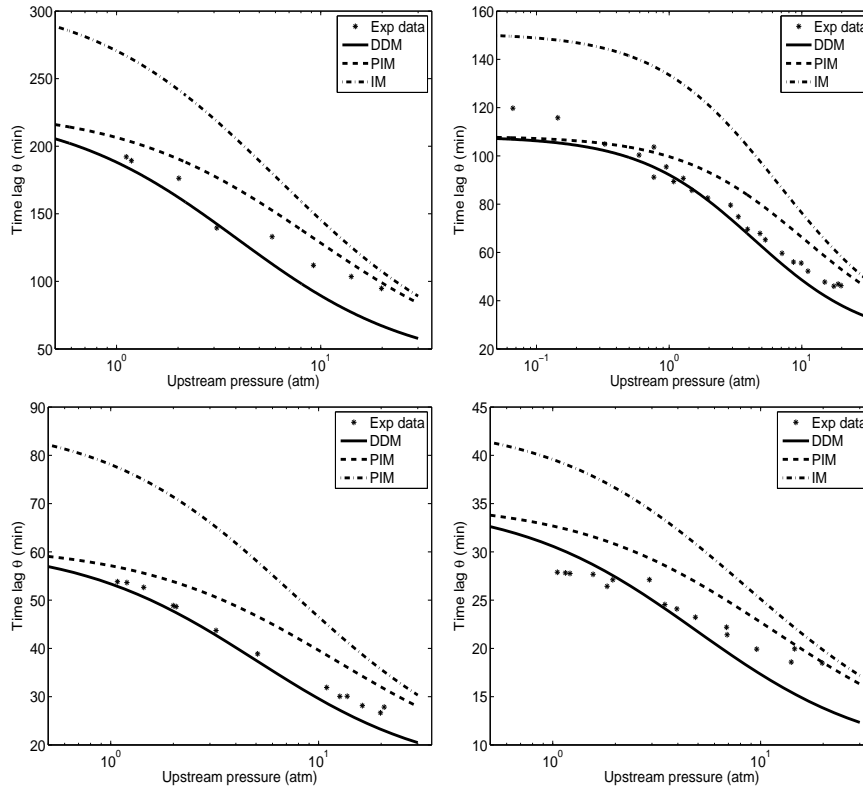 300
250
200
150
100
50
Time lag θ (min)
10^0
10^1
Upstream pressure (atm)
Exp data
DDM
PIM
IM
160
140
120
100
80
60
40
20
Time lag θ (min)
10^−1
10^0
10^1
Upstream pressure (atm)
Exp data
DDM
PIM
IM
90
80
70
60
50
40
30
20
Time lag θ (min)
10^0
10^1
Upstream pressure (atm)
Exp data
DDM
PIM
PIM
45
40
35
30
25
20
15
10
Time lag θ (min)
10^0
10^1
Upstream pressure (atm)
Exp data
DDM
PIM
IM